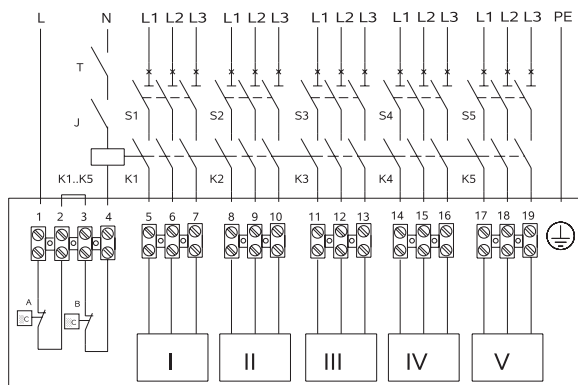 L N L1 L2 L3 L1 L2 L3 L1 L2 L3 L1 L2 L3 L1 L2 L3 PE
T
J S1 S2 S3 S4 S5
K1..K5 K1 K2 K3 K4 K5
1 2 3 4 5 6 7 8 9 10 11 12 13 14 15 16 17 18 19
A B
°C °C
I II III IV V